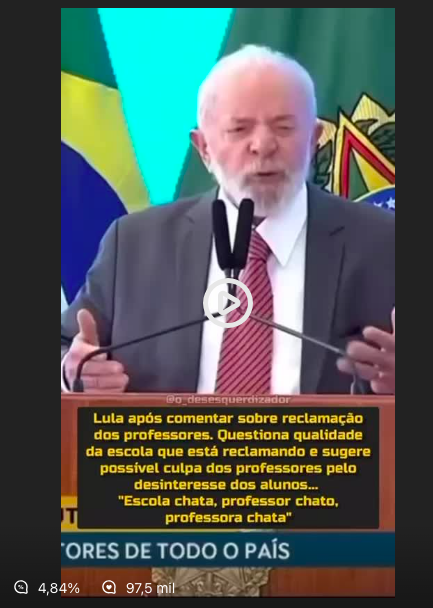 @o_desesquerdizador
Lula após comentar sobre reclamação
dos professores. Questiona qualidade
da escola que está reclamando e sugere
possível culpa dos professores pelo
desinteresse dos alunos...
"Escola chata, professor chato,
professora chata"
UT
TORES DE TODO O PAÍS
4,84%
97,5 mil